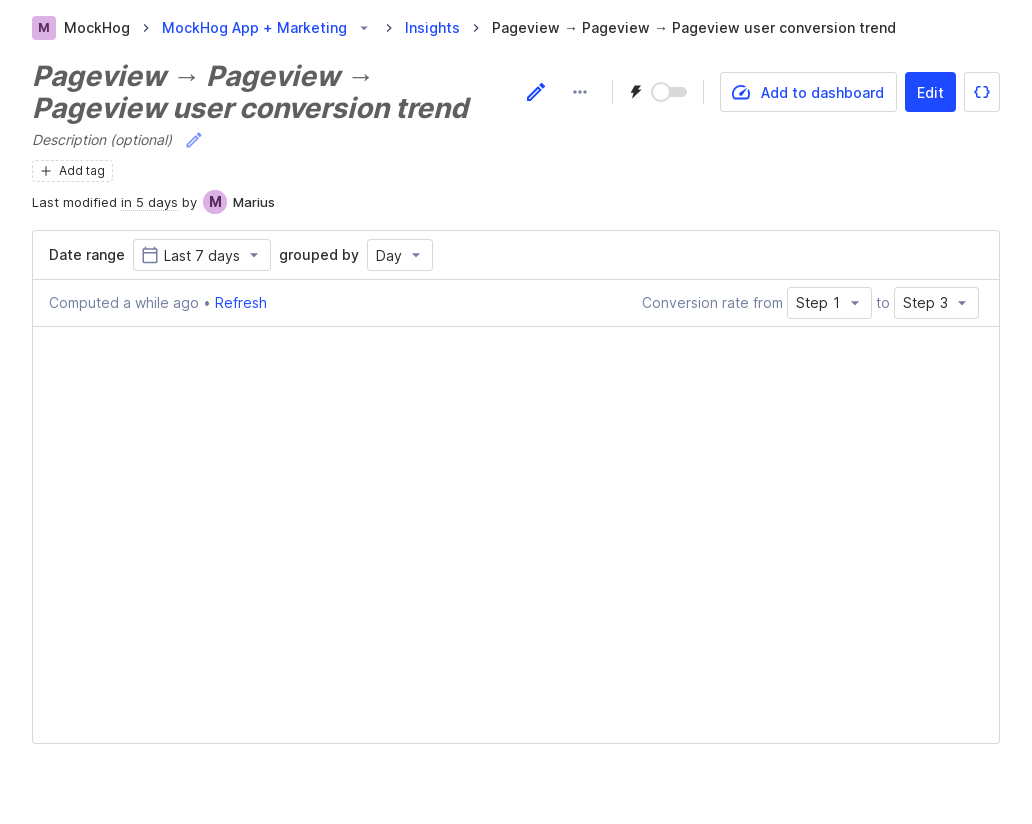 M MockHog MockHog App + Marketing Insights Pageview → Pageview → Pageview user conversion trend
Pageview → Pageview →
Pageview user conversion trend
Add to dashboard Edit {}
Description (optional)
+ Add tag
Last modified in 5 days by M Marius
Date range Last 7 days grouped by Day
Computed a while ago • Refresh Conversion rate from Step 1 to Step 3